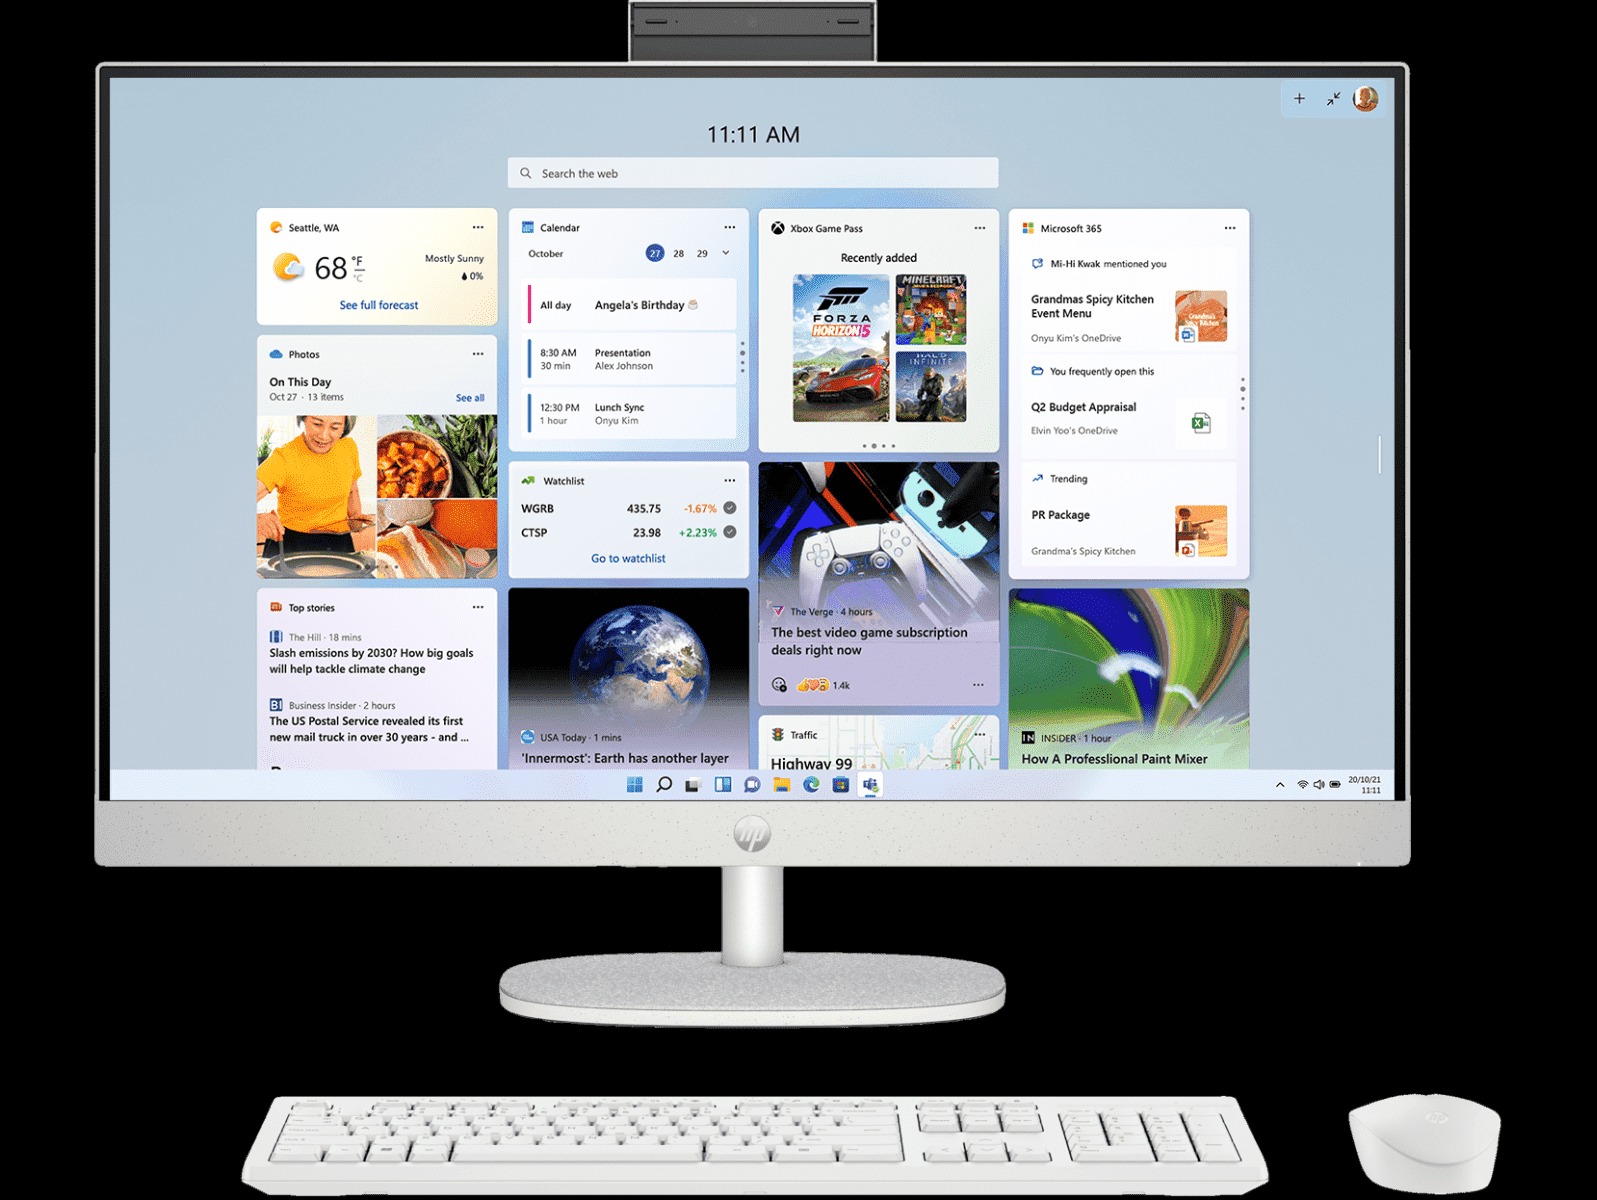 11:11 AM
Search the web
Seattle, WA
68 °F
°C
Mostly Sunny
0%
See full forecast
Photos
On This Day
Oct 27 · 13 items
See all
Top stories
The Hill · 18 mins
Slash emissions by 2030? How big goals
will help tackle climate change
Business Insider · 2 hours
The US Postal Service revealed its first
new mail truck in over 30 years - and ...
Calendar
October
27 28 29
All day Angela's Birthday
8:30 AM Presentation
30 min Alex Johnson
12:30 PM Lunch Sync
1 hour Onyu Kim
Watchlist
WGRB 435.75 -1.67%
CTSP 23.98 +2.23%
Go to watchlist
USA Today · 1 mins
'Innermost': Earth has another layer
Xbox Game Pass
Recently added
FORZA
HORIZON 5
MINECRAFT
HALO
INFINITE
The Verge · 4 hours
The best video game subscription
deals right now
1.4k
Traffic
Highway 99
Microsoft 365
Mi-Hi Kwak mentioned you
Grandmas Spicy Kitchen
Event Menu
Onyu Kim's OneDrive
Grandma's
Spicy Kitchen
You frequently open this
Q2 Budget Appraisal
Elvin Yoo's OneDrive
Trending
PR Package
Grandma's Spicy Kitchen
IN INSIDER · 1 hour
How A Professional Paint Mixer
20/10/21
11:11
hp